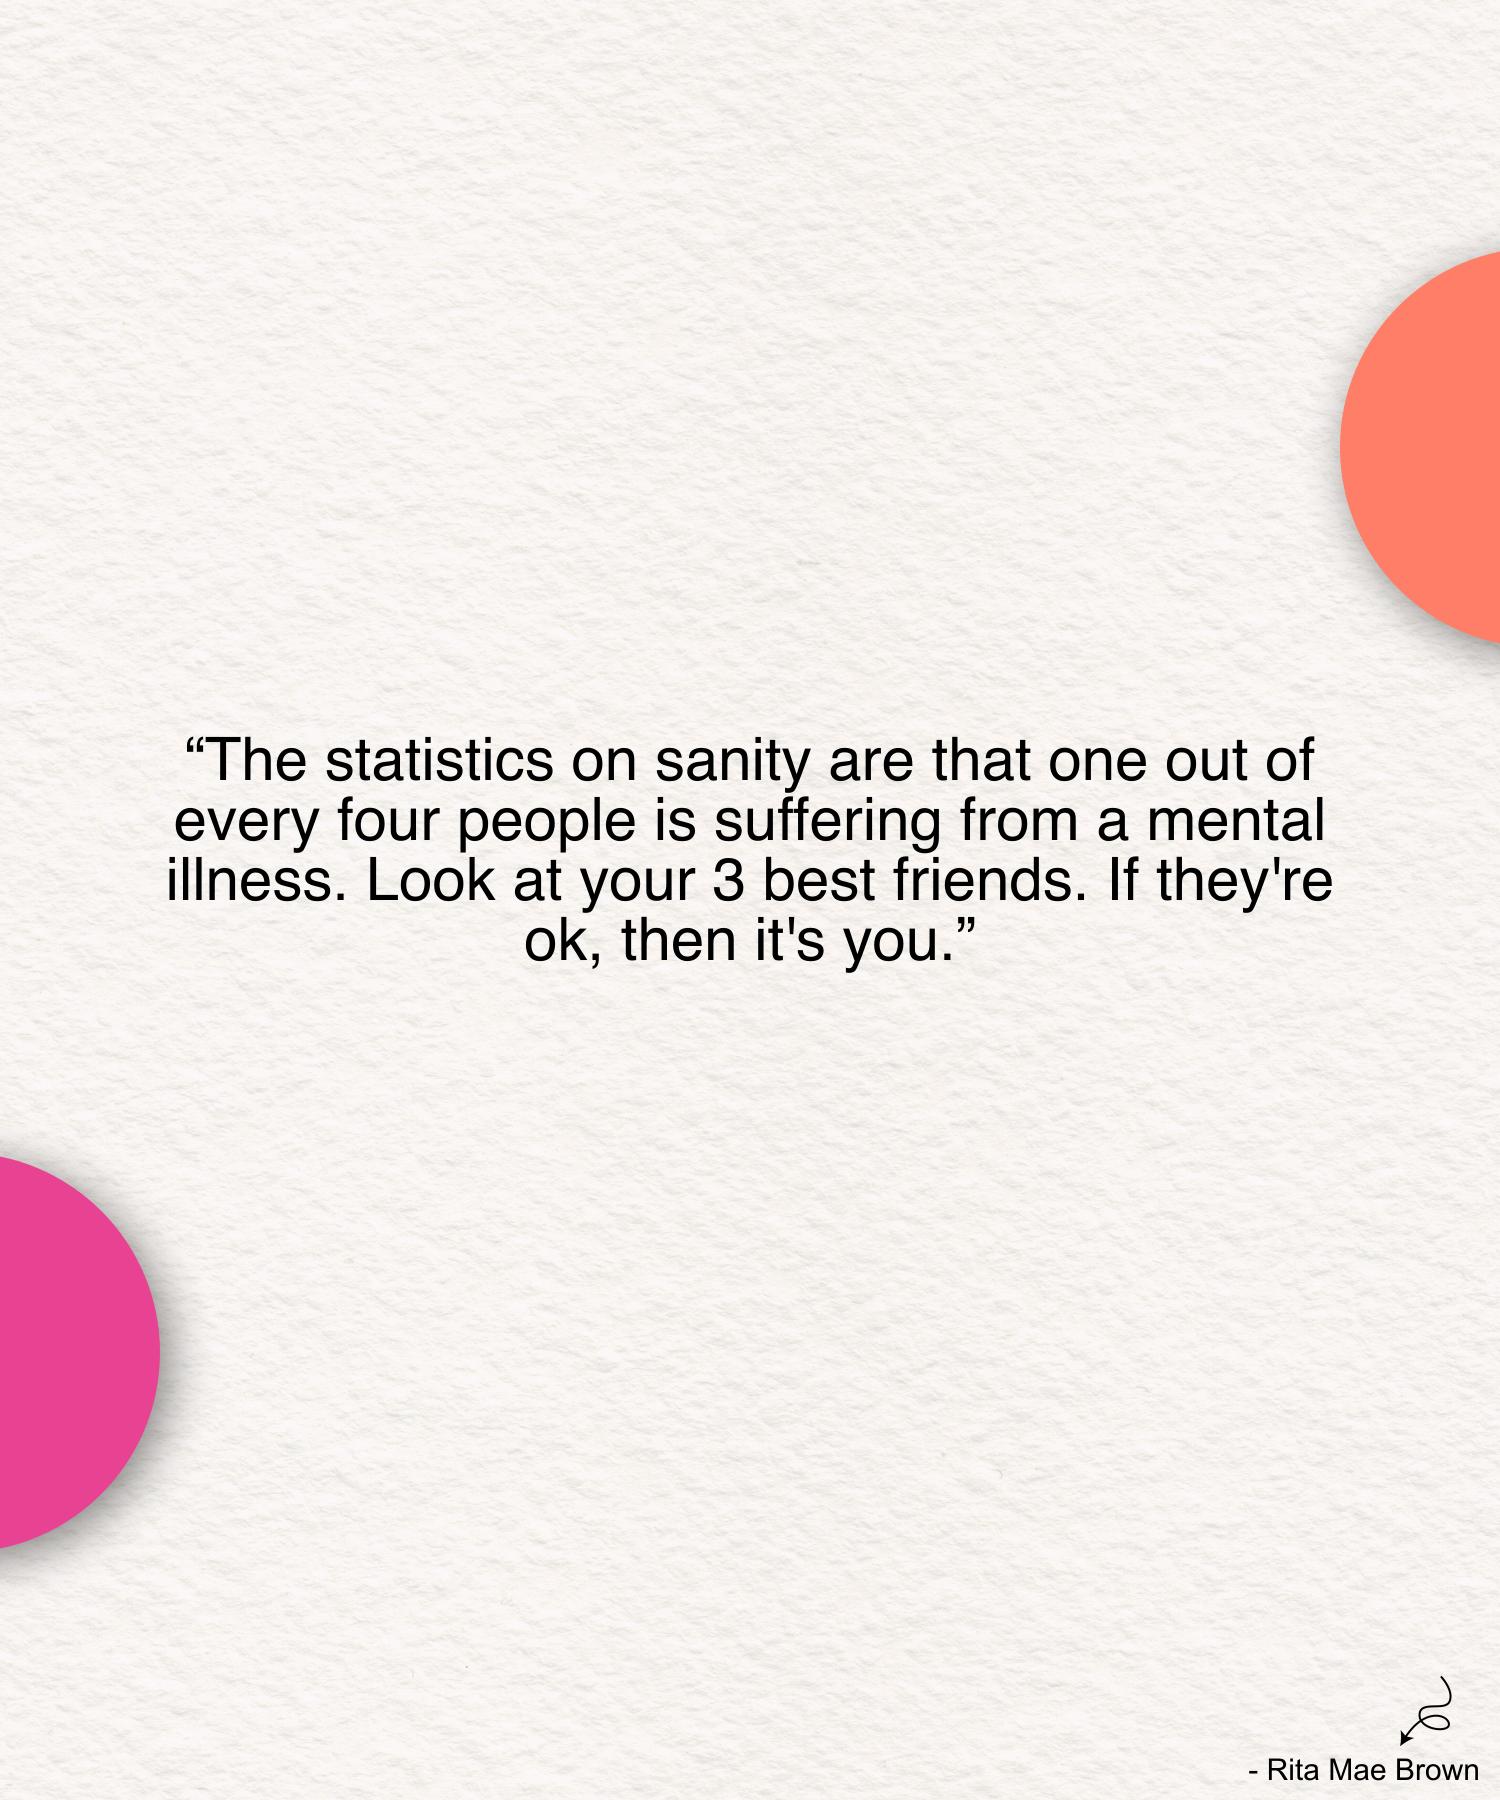 “The statistics on sanity are that one out of
every four people is suffering from a mental
illness. Look at your 3 best friends. If they're
ok, then it's you.”
- Rita Mae Brown